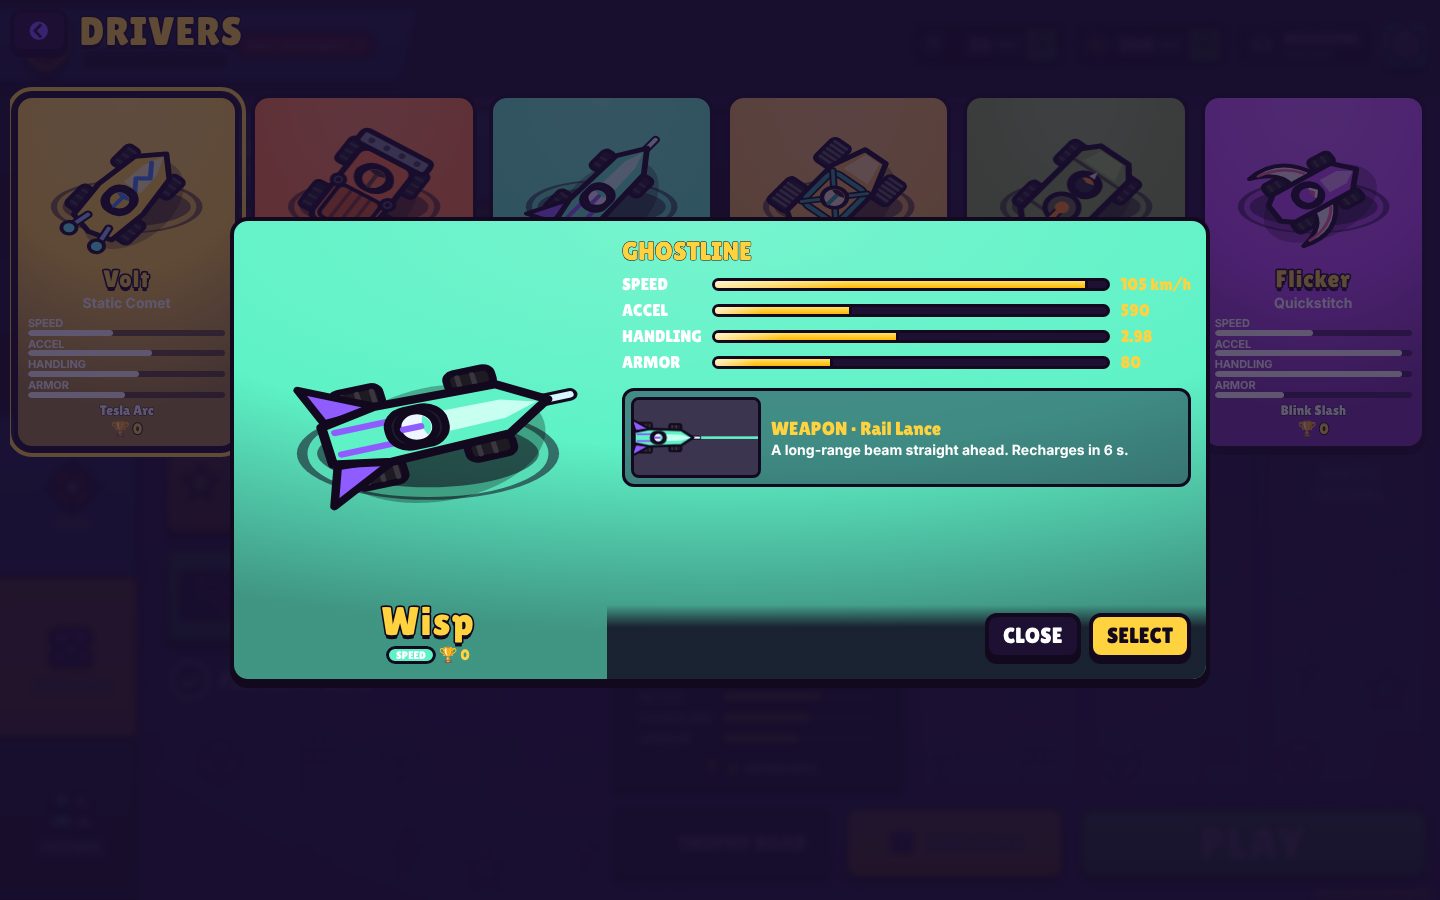 DRIVERS
Volt
Static Comet
SPEED
ACCEL
HANDLING
ARMOR
Tesla Arc
0
GHOSTLINE
SPEED 105 km/h
ACCEL 590
HANDLING 2.98
ARMOR 80
WEAPON · Rail Lance
A long-range beam straight ahead. Recharges in 6 s.
Wisp
SPEED 0
CLOSE
SELECT
Flicker
Quickstitch
SPEED
ACCEL
HANDLING
ARMOR
Blink Slash
0
PLAY